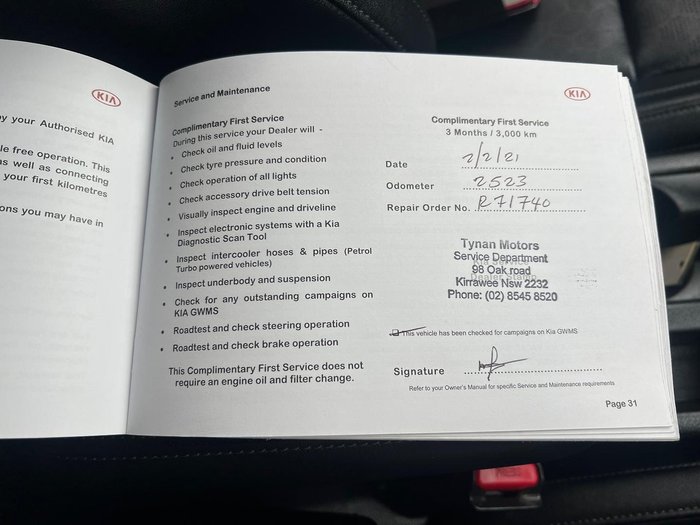 KIA
by your Authorised KIA
le free operation. This
as well as connecting
your first kilometres
ons you may have in
Service and Maintenance
KIA
Complimentary First Service
During this service your Dealer will -
• Check oil and fluid levels
• Check tyre pressure and condition
• Check operation of all lights
• Check accessory drive belt tension
• Visually inspect engine and driveline
• Inspect electronic systems with a Kia
Diagnostic Scan Tool
• Inspect intercooler hoses & pipes (Petrol
Turbo powered vehicles)
• Inspect underbody and suspension
• Check for any outstanding campaigns on
KIA GWMS
• Roadtest and check steering operation
• Roadtest and check brake operation
This Complimentary First Service does not
require an engine oil and filter change.
Complimentary First Service
3 Months / 3,000 km
Date 2/2/21
Odometer 2523
Repair Order No. R71740
Tynan Motors
Service Department
98 Oak road
Dealer Stamp
Kirrawee Nsw 2232
Phone: (02) 8545 8520
This vehicle has been checked for campaigns on Kia GWMS
Signature
Refer to your Owner's Manual for specific Service and Maintenance requirements
Page 31
PRESS